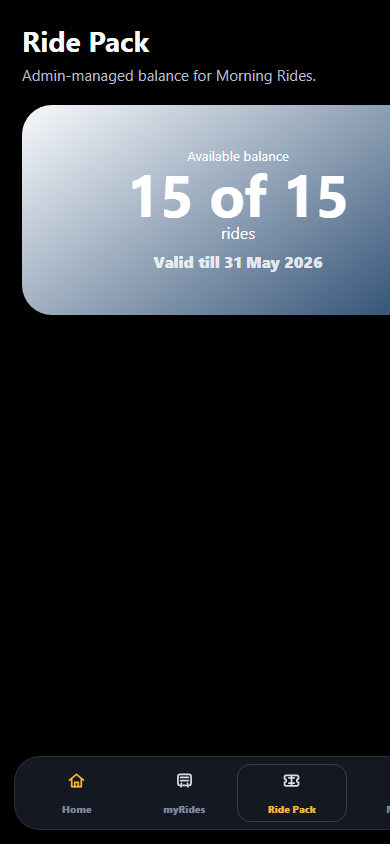 Ride Pack
Admin-managed balance for Morning Rides.
Available balance
15 of 15
rides
Valid till 31 May 2026
Home
myRides
Ride Pack